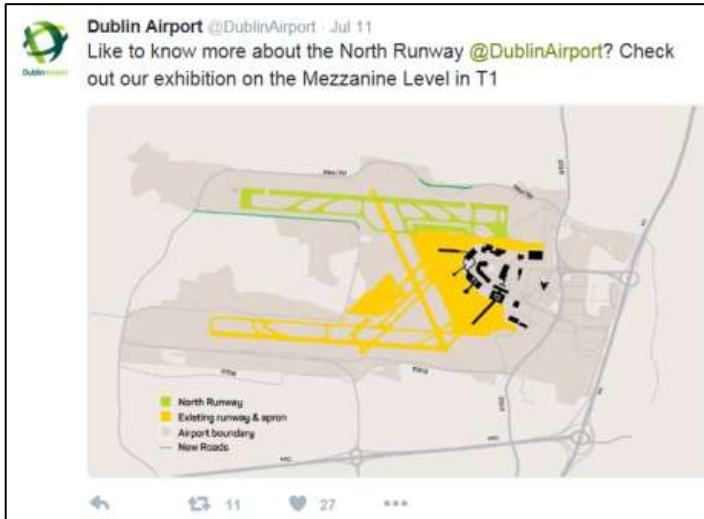 Dublin Airport @DublinAirport · Jul 11
Like to know more about the North Runway @DublinAirport? Check
out our exhibition on the Mezzanine Level in T1
North Runway
Existing runway & apron
Airport boundary
New Roads
11
27